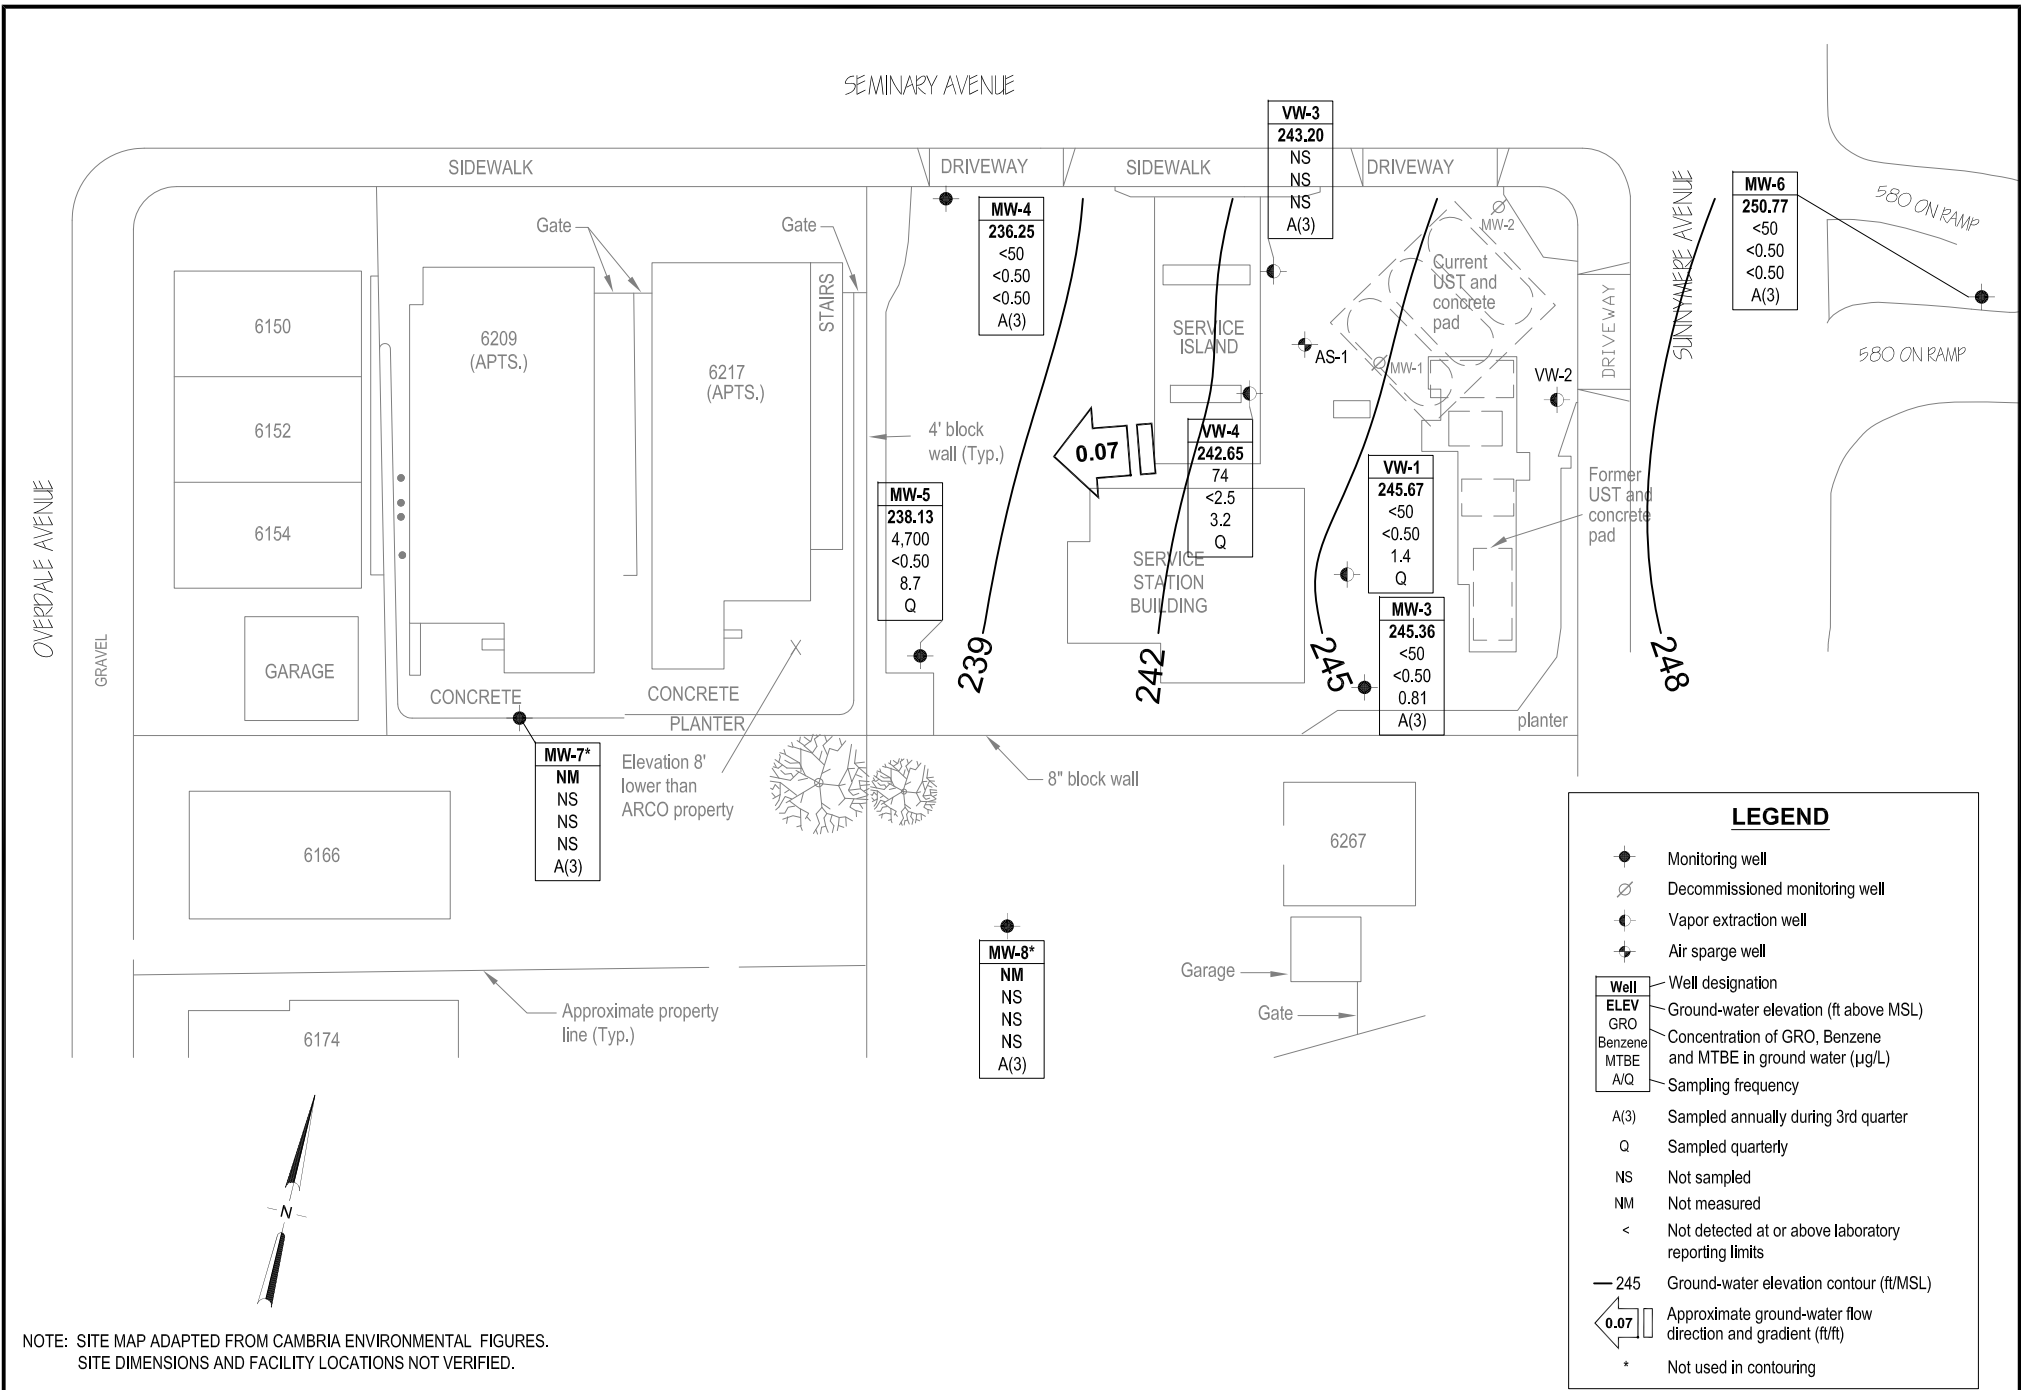 SEMINARY AVENUE
SIDEWALK
DRIVEWAY
SIDEWALK
DRIVEWAY
VW-3
243.20
NS
NS
NS
A(3)
MW-6
250.77
<50
<0.50
<0.50
A(3)
580 ON RAMP
580 ON RAMP
SUNNYMERE AVENUE
MW-4
236.25
<50
<0.50
<0.50
A(3)
Gate
Gate
STAIRS
MW-2
Current
UST and
concrete
pad
DRIVEWAY
6150
6152
6154
6209
(APTS.)
6217
(APTS.)
SERVICE
ISLAND
AS-1
MW-1
VW-2
4' block
wall (Typ.)
0.07
VW-4
242.65
74
<2.5
3.2
Q
VW-1
245.67
<50
<0.50
1.4
Q
Former
UST and
concrete
pad
MW-5
238.13
4,700
<0.50
8.7
Q
SERVICE
STATION
BUILDING
MW-3
245.36
<50
<0.50
0.81
A(3)
OVERDALE AVENUE
GRAVEL
GARAGE
CONCRETE
CONCRETE
PLANTER
239
242
245
248
planter
MW-7*
NM
NS
NS
NS
A(3)
Elevation 8'
lower than
ARCO property
8" block wall
6166
6267
MW-8*
NM
NS
NS
NS
A(3)
Garage
Gate
Approximate property
line (Typ.)
6174
N
LEGEND
Monitoring well
Decommissioned monitoring well
Vapor extraction well
Air sparge well
Well
ELEV
GRO
Benzene
MTBE
A/Q
Well designation
Ground-water elevation (ft above MSL)
Concentration of GRO, Benzene
and MTBE in ground water (µg/L)
Sampling frequency
A(3) Sampled annually during 3rd quarter
Q Sampled quarterly
NS Not sampled
NM Not measured
< Not detected at or above laboratory
reporting limits
245 Ground-water elevation contour (ft/MSL)
0.07 Approximate ground-water flow
direction and gradient (ft/ft)
* Not used in contouring
NOTE: SITE MAP ADAPTED FROM CAMBRIA ENVIRONMENTAL FIGURES.
SITE DIMENSIONS AND FACILITY LOCATIONS NOT VERIFIED.